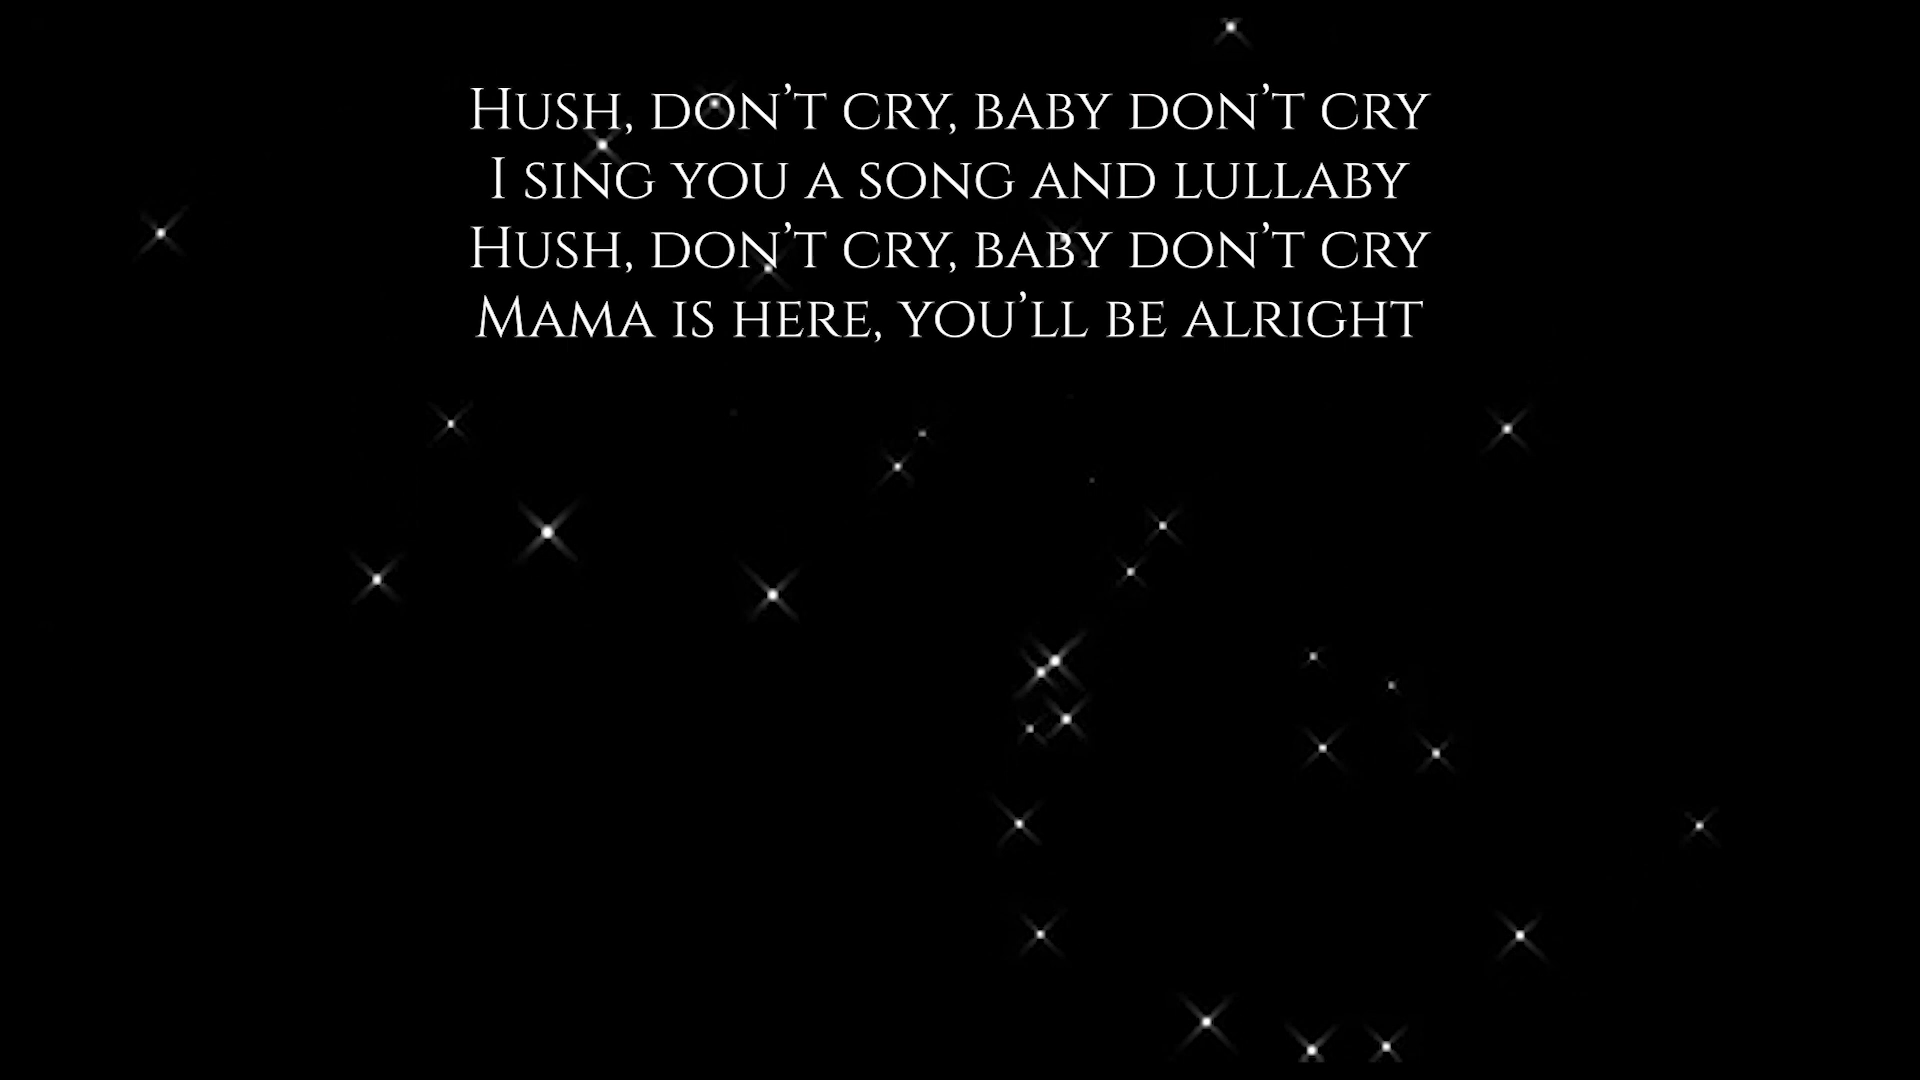 Hush, don’t cry, baby don’t cry
I sing you a song and lullaby
Hush, don’t cry, baby don’t cry
Mama is here, you’ll be alright